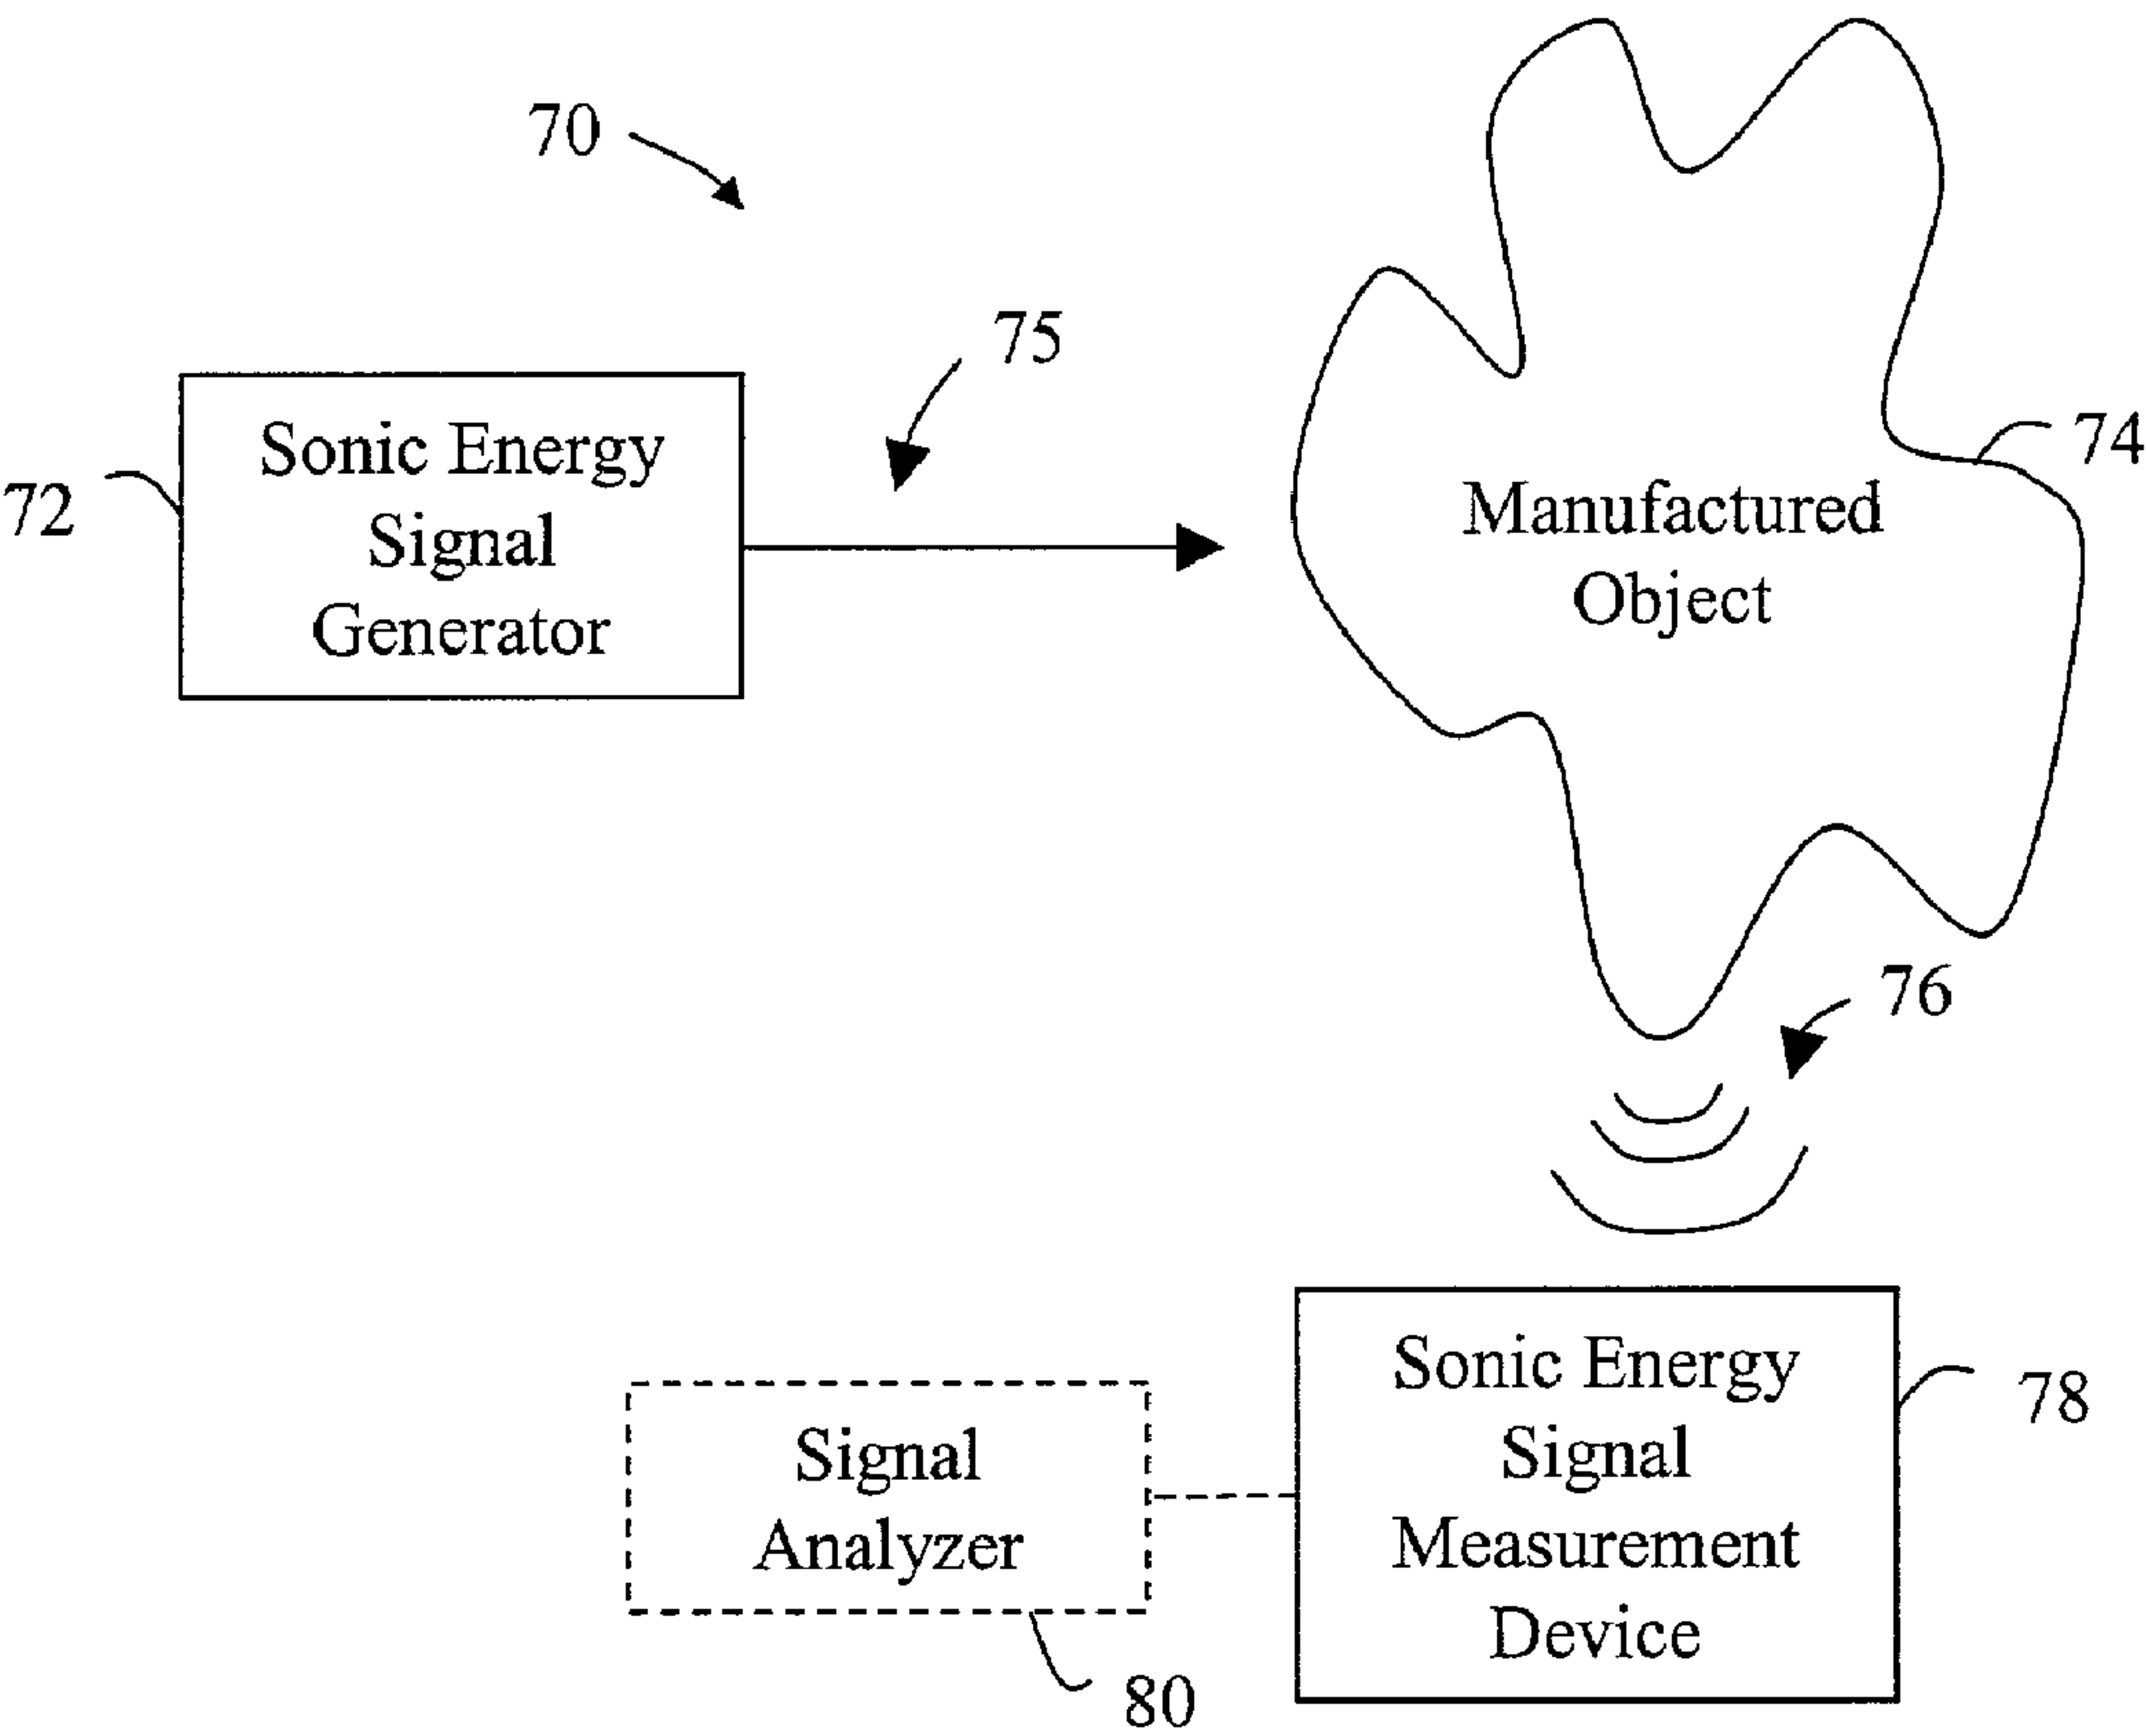 70
75
72
Sonic Energy
Signal
Generator
74
Manufactured
Object
76
Sonic Energy
Signal
Measurement
Device
78
Signal
Analyzer
80